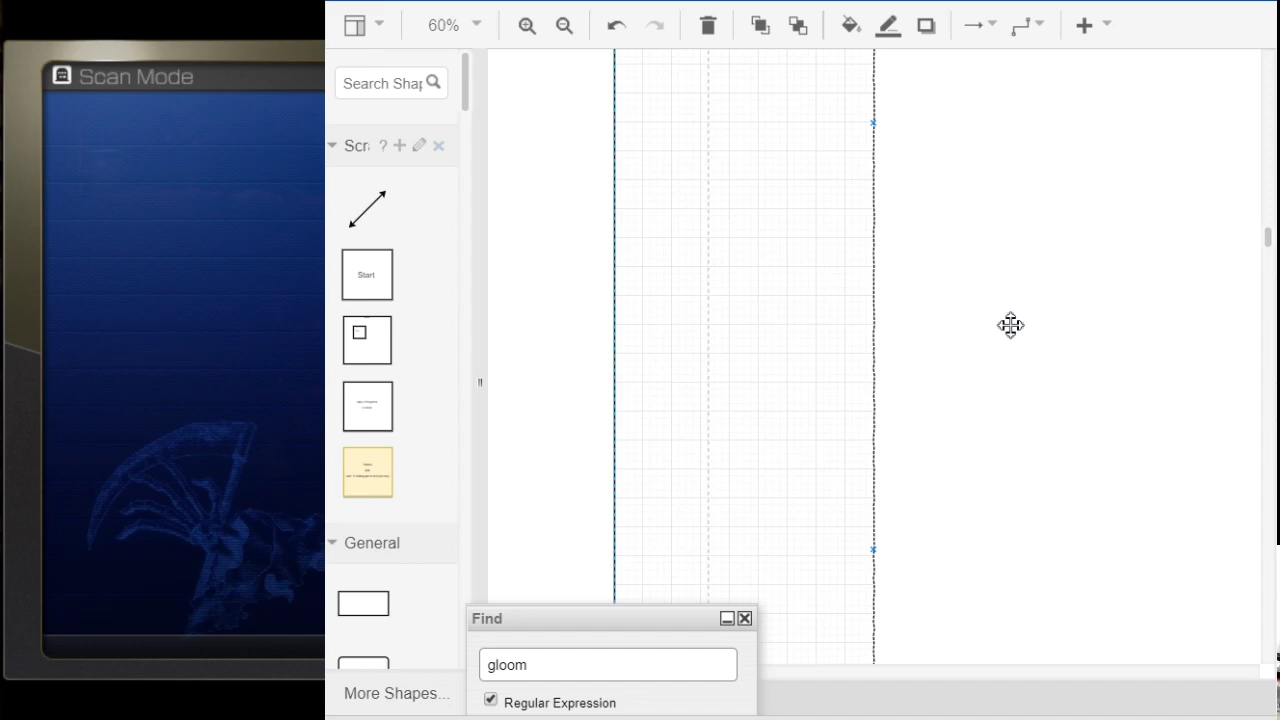 Scan Mode
60%
Search Shap
Scr
?
Start
General
More Shapes...
Find
gloom
Regular Expression